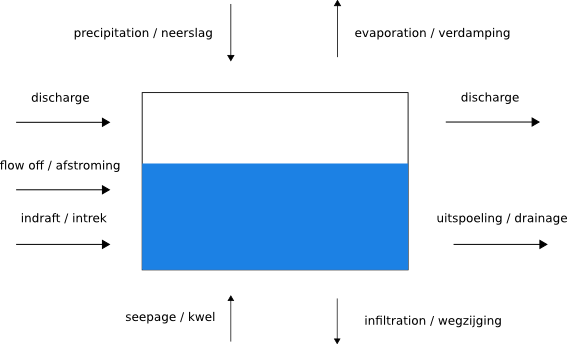 precipitation / neerslag
evaporation / verdamping
discharge
discharge
flow off / afstroming
indraft / intrek
uitspoeling / drainage
seepage / kwel
infiltration / wegzijging